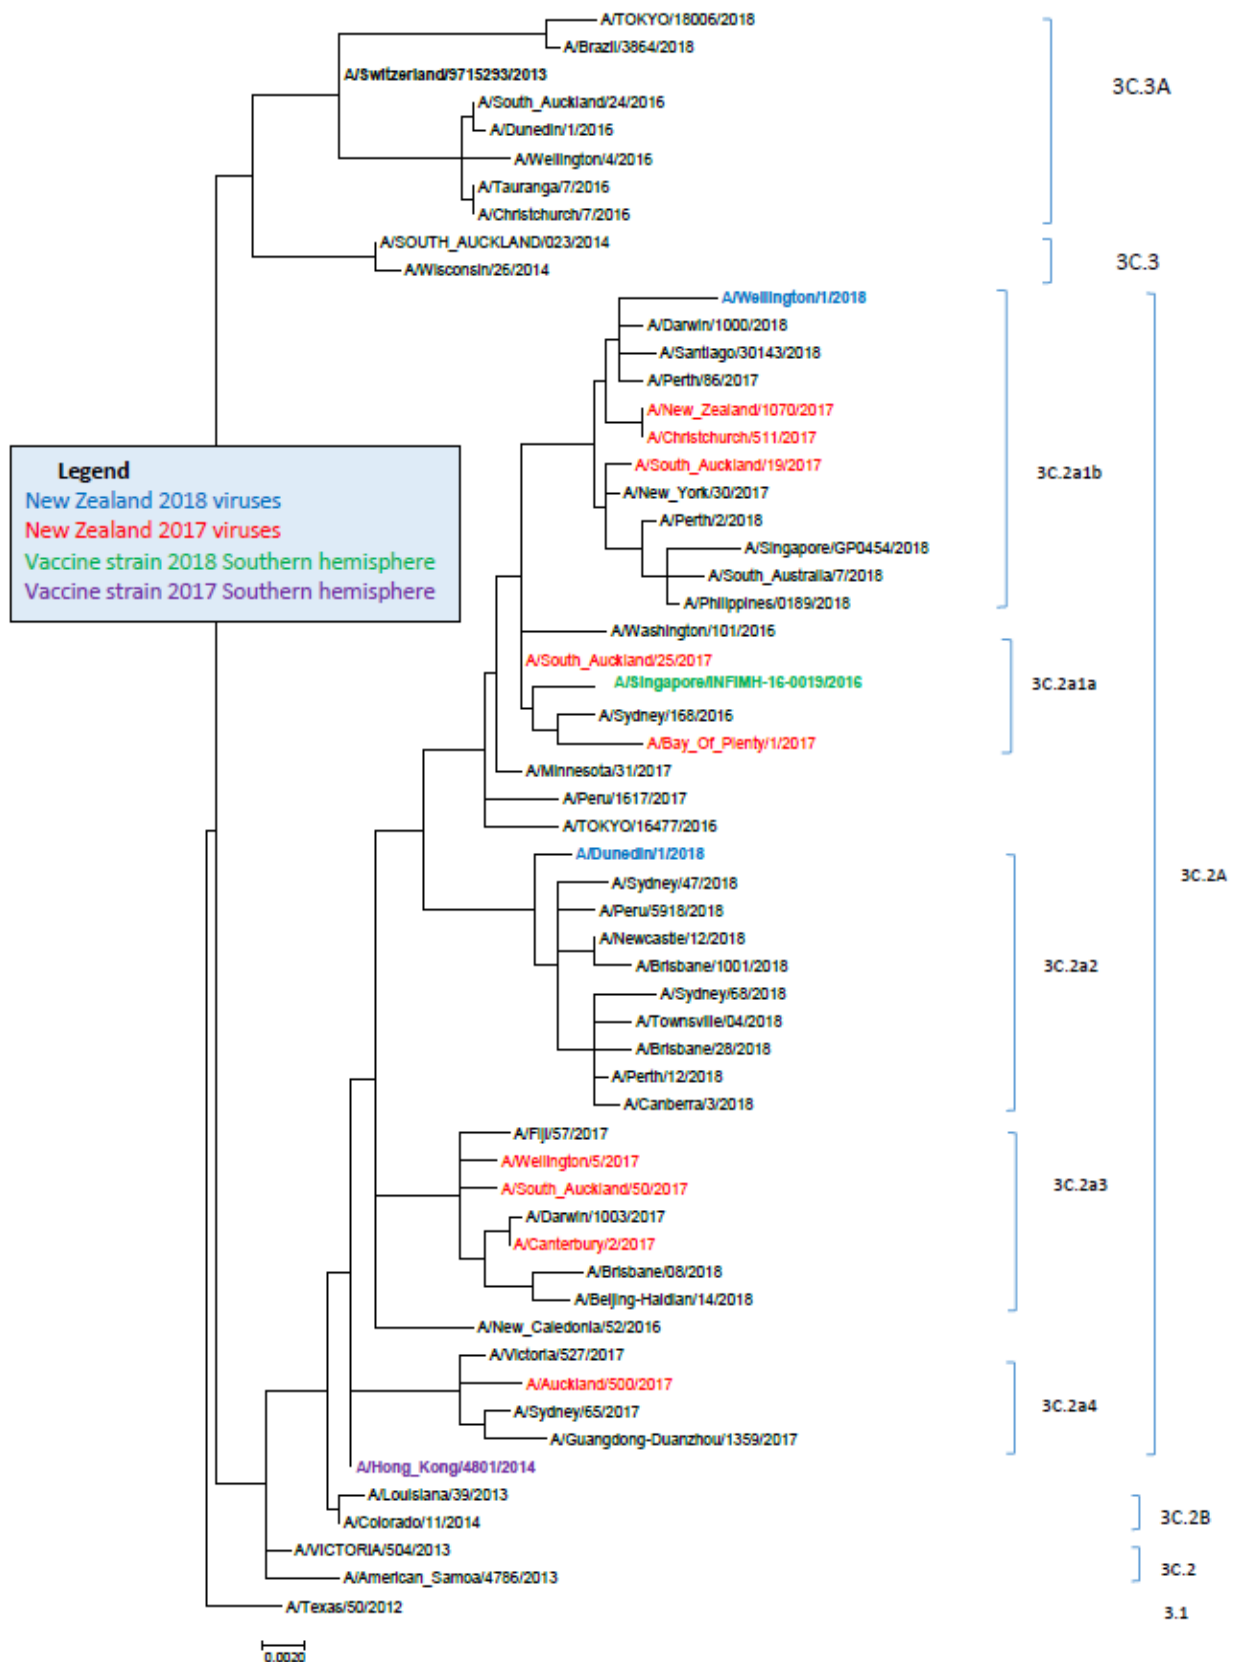 A/TOKYO/18006/2018
A/Brazil/3864/2018
A/Switzerland/9715293/2013
3C.3A
A/South_Auckland/24/2016
A/Dunedin/1/2016
A/Wellington/4/2016
A/Tauranga/7/2016
A/Christchurch/7/2016
A/SOUTH_AUCKLAND/023/2014
3C.3
A/Wisconsin/26/2014
A/Wellington/1/2018
A/Darwin/1000/2018
A/Santiago/30143/2018
A/Perth/86/2017
A/New_Zealand/1070/2017
A/Christchurch/511/2017
A/South_Auckland/19/2017
3C.2a1b
A/New_York/30/2017
A/Perth/2/2018
A/Singapore/GP0454/2018
A/South_Australia/7/2018
A/Philippines/0189/2018
Legend
New Zealand 2018 viruses
New Zealand 2017 viruses
Vaccine strain 2018 Southern hemisphere
Vaccine strain 2017 Southern hemisphere
A/Washington/101/2016
A/South_Auckland/25/2017
A/Singapore/INFIMH-16-0019/2016
3C.2a1a
A/Sydney/168/2016
A/Bay_Of_Plenty/1/2017
A/Minnesota/31/2017
A/Peru/1617/2017
A/TOKYO/16477/2016
A/Dunedin/1/2018
3C.2A
A/Sydney/47/2018
A/Peru/5918/2018
A/Newcastle/12/2018
A/Brisbane/1001/2018
3C.2a2
A/Sydney/68/2018
A/Townsville/04/2018
A/Brisbane/28/2018
A/Perth/12/2018
A/Canberra/3/2018
A/Fiji/57/2017
A/Wellington/5/2017
A/South_Auckland/50/2017
3C.2a3
A/Darwin/1003/2017
A/Canterbury/2/2017
A/Brisbane/08/2018
A/Beijing-Haidian/14/2018
A/New_Caledonia/52/2016
A/Victoria/527/2017
A/Auckland/500/2017
3C.2a4
A/Sydney/65/2017
A/Guangdong-Duanzhou/1359/2017
A/Hong_Kong/4801/2014
A/Louisiana/39/2013
3C.2B
A/Colorado/11/2014
A/VICTORIA/504/2013
3C.2
A/American_Samoa/4786/2013
A/Texas/50/2012
3.1
0.0020